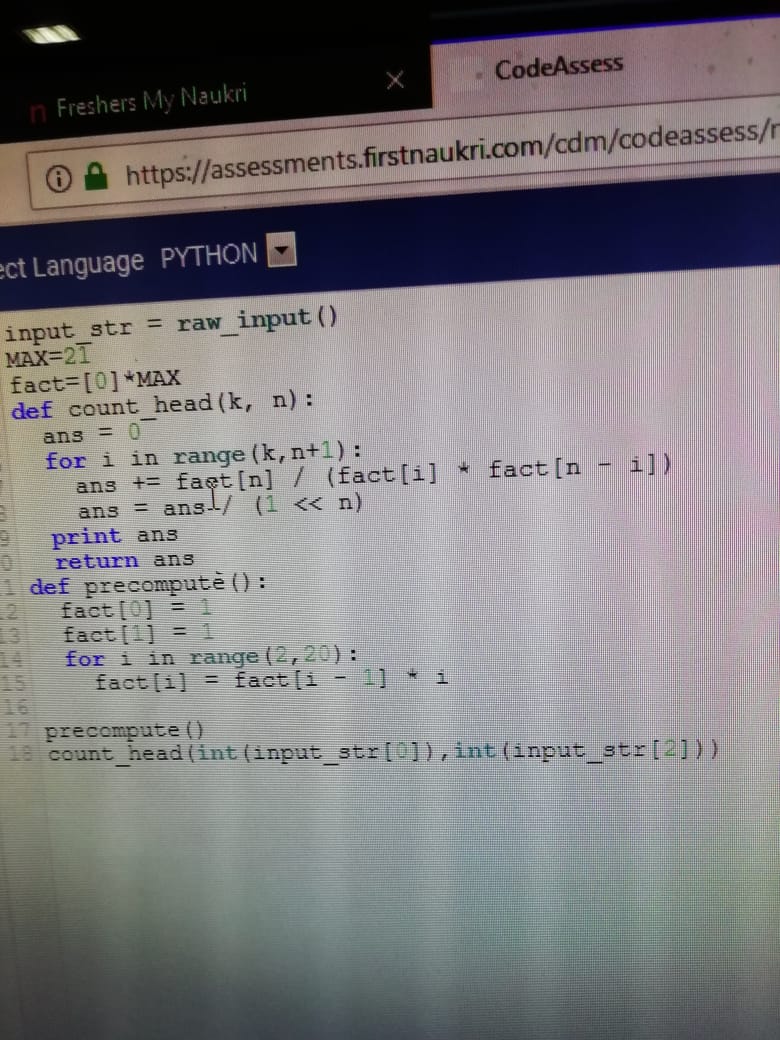 n Freshers My Naukri
CodeAssess
https://assessments.firstnaukri.com/cdm/codeassess/
ect Language PYTHON
input_str = raw_input()
MAX=21
fact=[0]*MAX
def count_head(k, n):
ans = 0
for i in range(k,n+1):
ans += fact[n] / (fact[i] * fact[n - i])
8 ans = ans / (1 << n)
9 print ans
0 return ans
1 def precompute():
2 fact[0] = 1
13 fact[1] = 1
14 for i in range(2,20):
15 fact[i] = fact[i - 1] * i
16
17 precompute()
18 count_head(int(input_str[0]),int(input_str[2]))